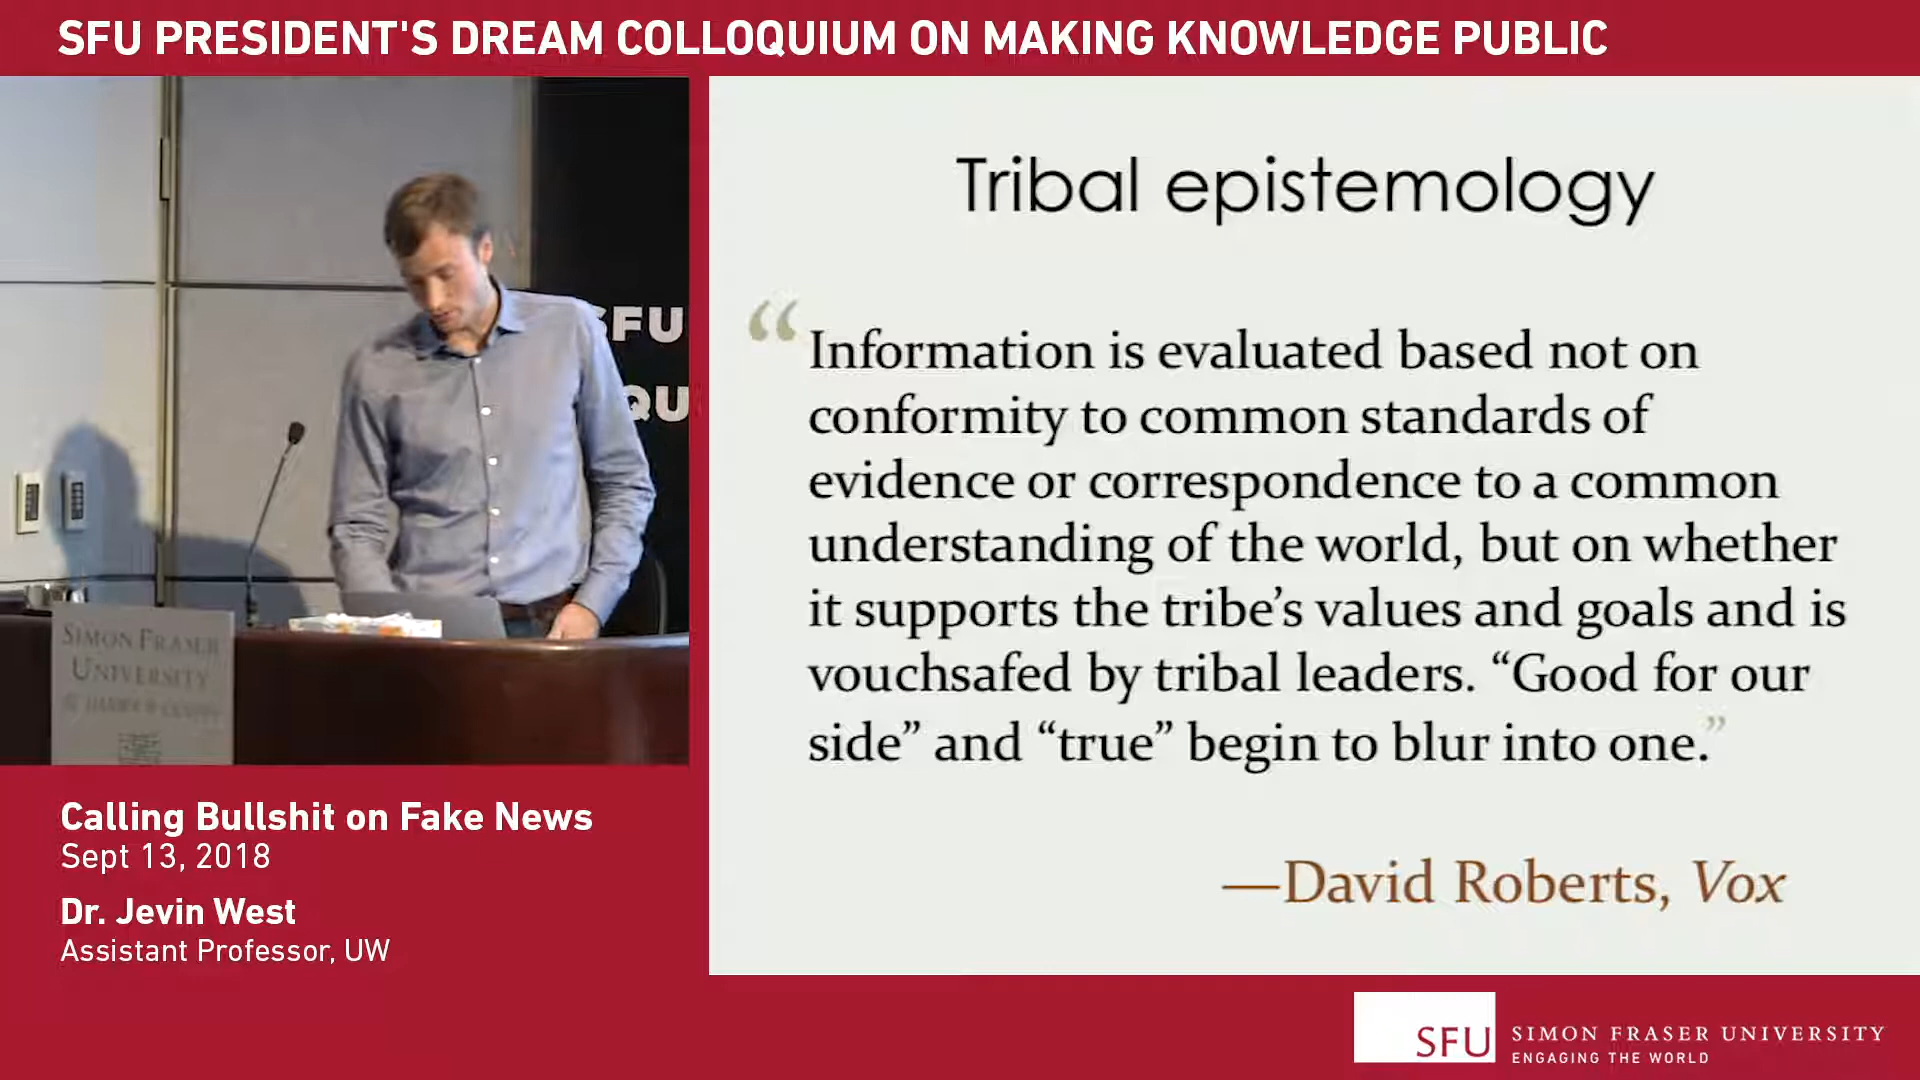 SFU PRESIDENT'S DREAM COLLOQUIUM ON MAKING KNOWLEDGE PUBLIC
SFU
QU
SIMON FRASER
UNIVERSITY
Calling Bullshit on Fake News
Sept 13, 2018
Dr. Jevin West
Assistant Professor, UW
Tribal epistemology
“Information is evaluated based not on
conformity to common standards of
evidence or correspondence to a common
understanding of the world, but on whether
it supports the tribe’s values and goals and is
vouchsafed by tribal leaders. “Good for our
side” and “true” begin to blur into one.”
—David Roberts, Vox
SFU
SIMON FRASER UNIVERSITY
ENGAGING THE WORLD